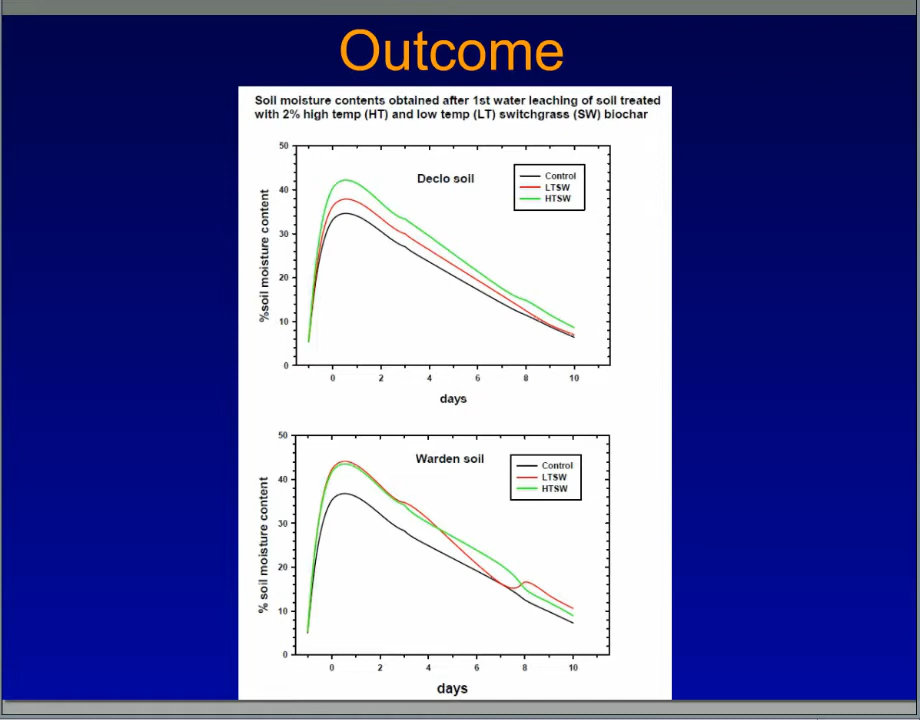 Outcome
Soil moisture contents obtained after 1st water leaching of soil treated
with 2% high temp (HT) and low temp (LT) switchgrass (SW) biochar
50
40
30
20
10
0
%soil moisture content
Declo soil
Control
LTSW
HTSW
0 2 4 6 8 10
days
50
40
30
20
10
0
% soil moisture content
Warden soil
Control
LTSW
HTSW
0 2 4 6 8 10
days